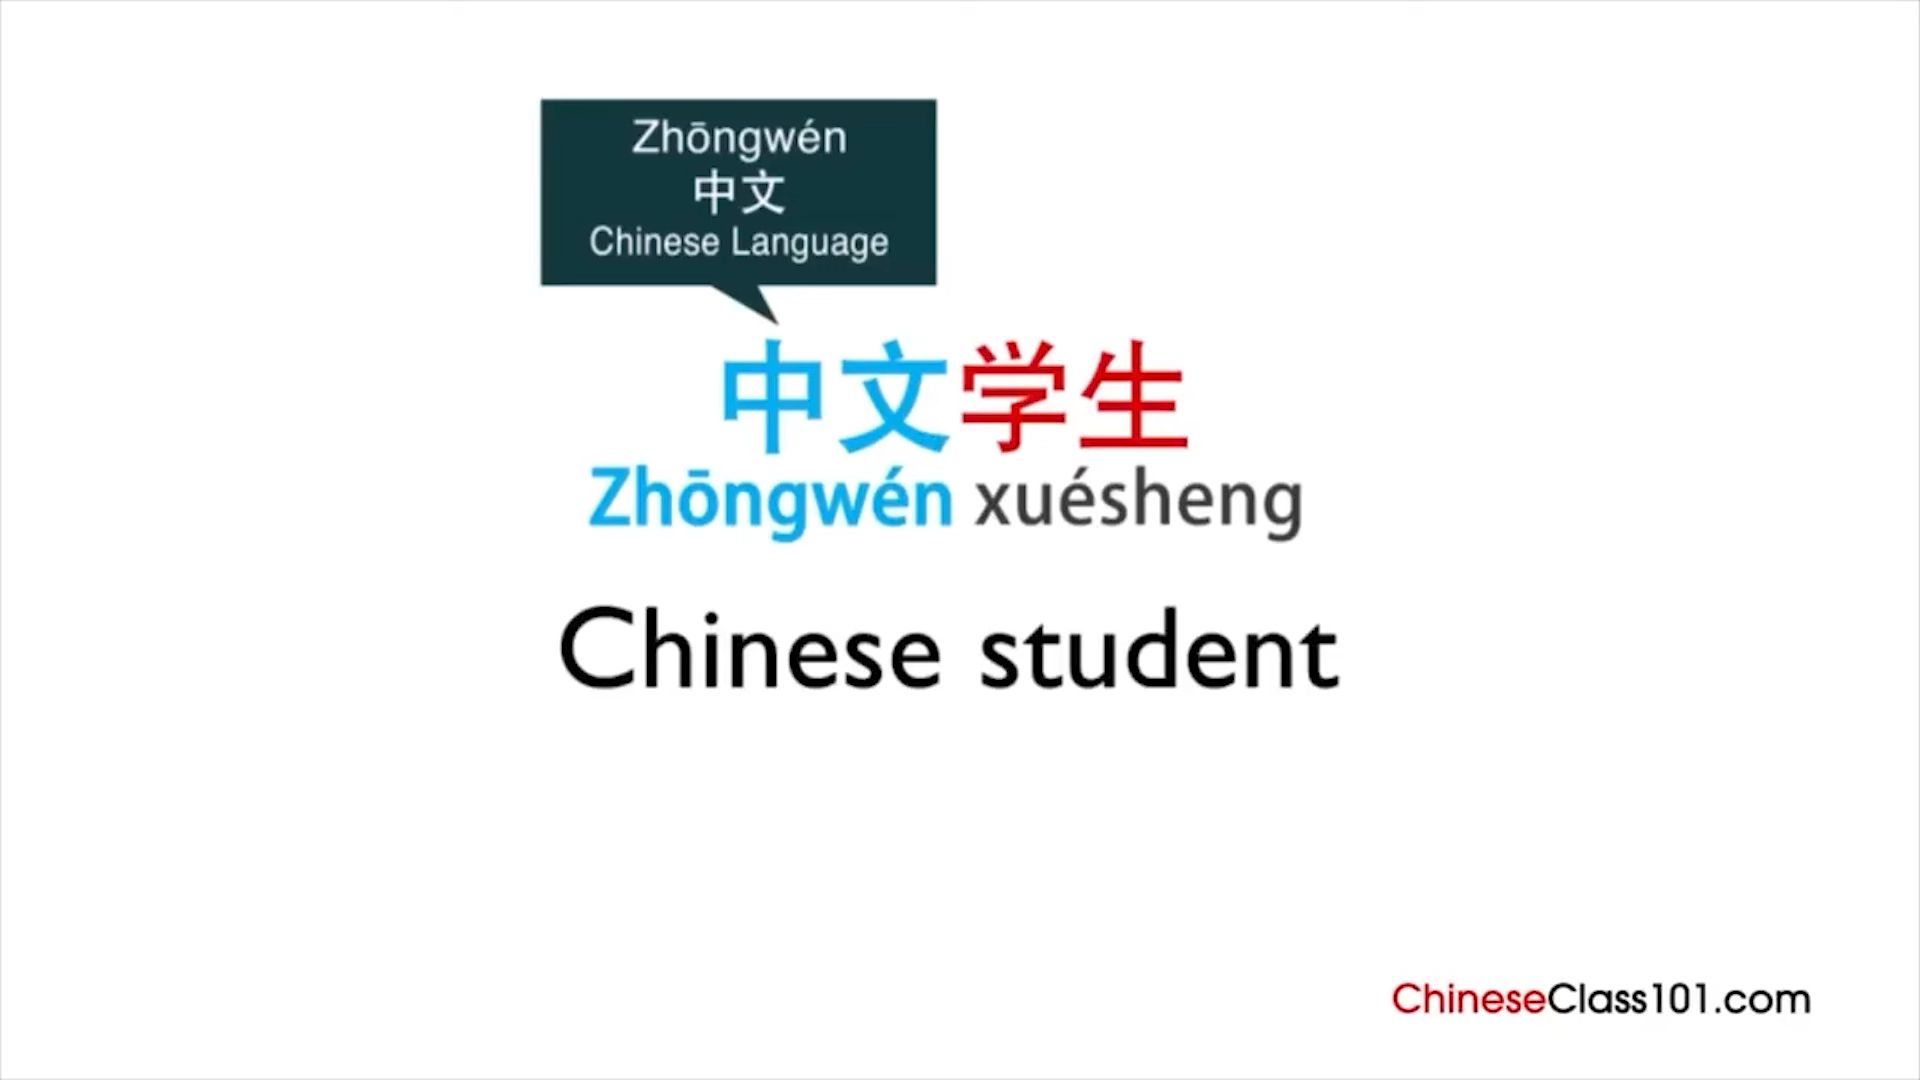 Zhōngwén
中文
Chinese Language
中文学生
Zhōngwén xuésheng
Chinese student
ChineseClass101.com